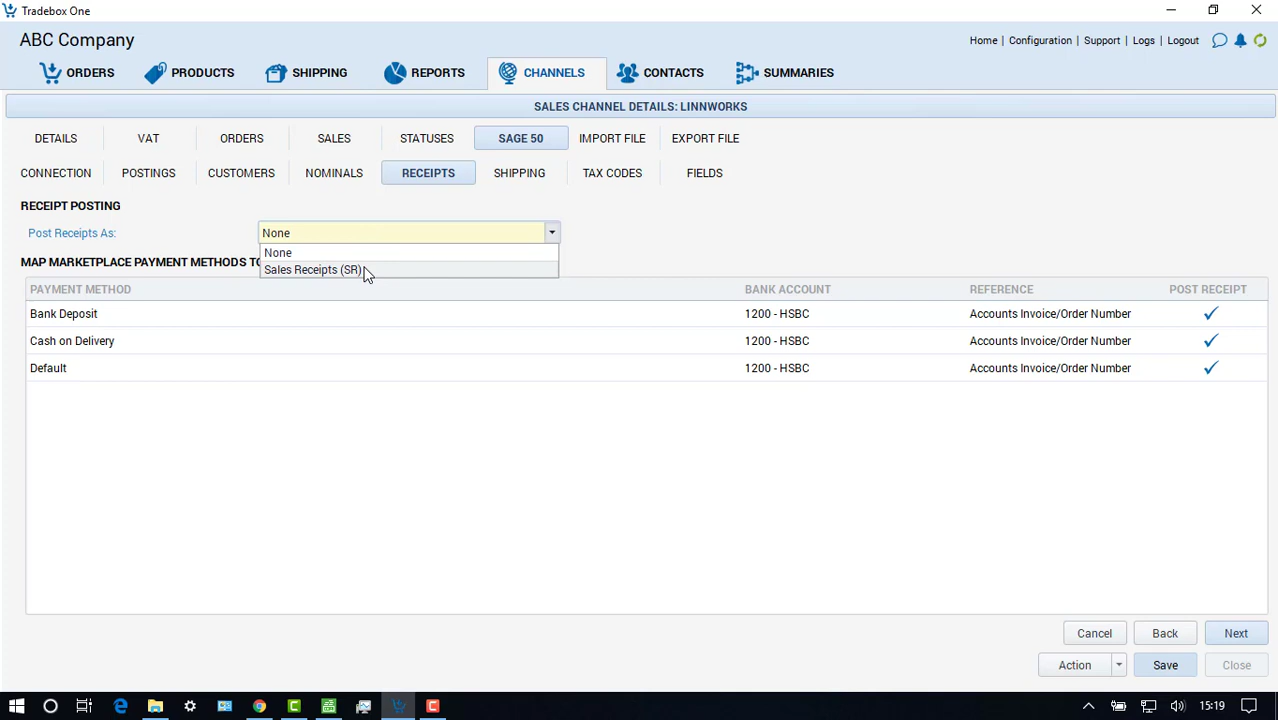 Tradebox One
ABC Company
Home | Configuration | Support | Logs | Logout
ORDERS PRODUCTS SHIPPING REPORTS CHANNELS CONTACTS SUMMARIES
SALES CHANNEL DETAILS: LINNWORKS
DETAILS VAT ORDERS SALES STATUSES SAGE 50 IMPORT FILE EXPORT FILE
CONNECTION POSTINGS CUSTOMERS NOMINALS RECEIPTS SHIPPING TAX CODES FIELDS
RECEIPT POSTING
Post Receipts As: None
None
MAP MARKETPLACE PAYMENT METHODS TO
Sales Receipts (SR)
PAYMENT METHOD BANK ACCOUNT REFERENCE POST RECEIPT
Bank Deposit 1200 - HSBC Accounts Invoice/Order Number
Cash on Delivery 1200 - HSBC Accounts Invoice/Order Number
Default 1200 - HSBC Accounts Invoice/Order Number
Cancel Back Next
Action Save Close
15:19